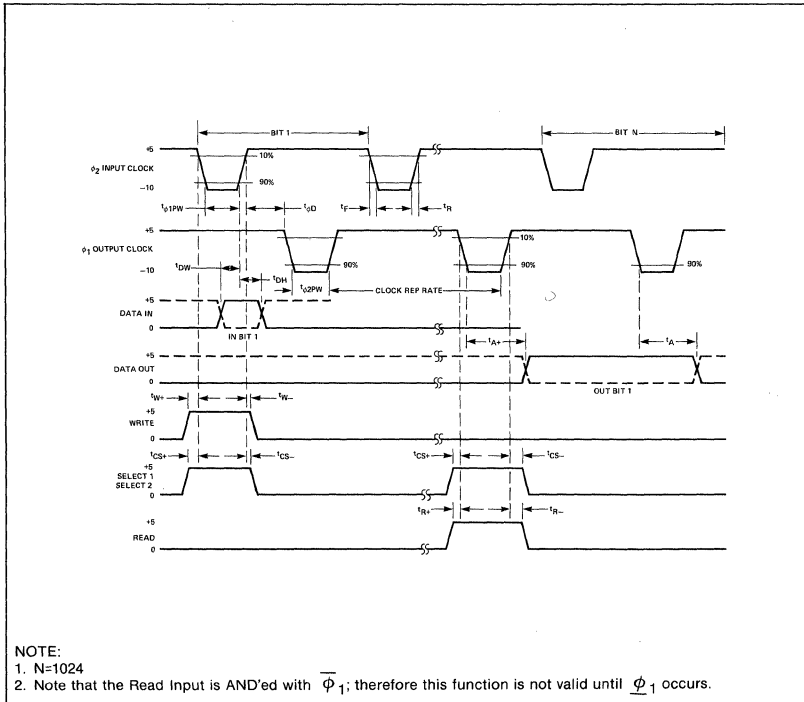 BIT 1
BIT N
+5
10%
ϕ2 INPUT CLOCK
90%
−10
tϕ1PW
tϕD
tF
tR
+5
10%
ϕ1 OUTPUT CLOCK
90%
90%
−10
tDW
tDH
tϕ2PW
CLOCK REP RATE
+5
DATA IN
0
IN BIT 1
tA+
tA
+5
DATA OUT
0
OUT BIT 1
tW+
tW−
+5
WRITE
0
tCS+
tCS−
tCS+
tCS−
+5
SELECT 1
SELECT 2
0
tR+
tR−
+5
READ
0
NOTE:
1. N=1024
2. Note that the Read Input is AND'ed with ϕ̅1; therefore this function is not valid until ϕ̲1 occurs.